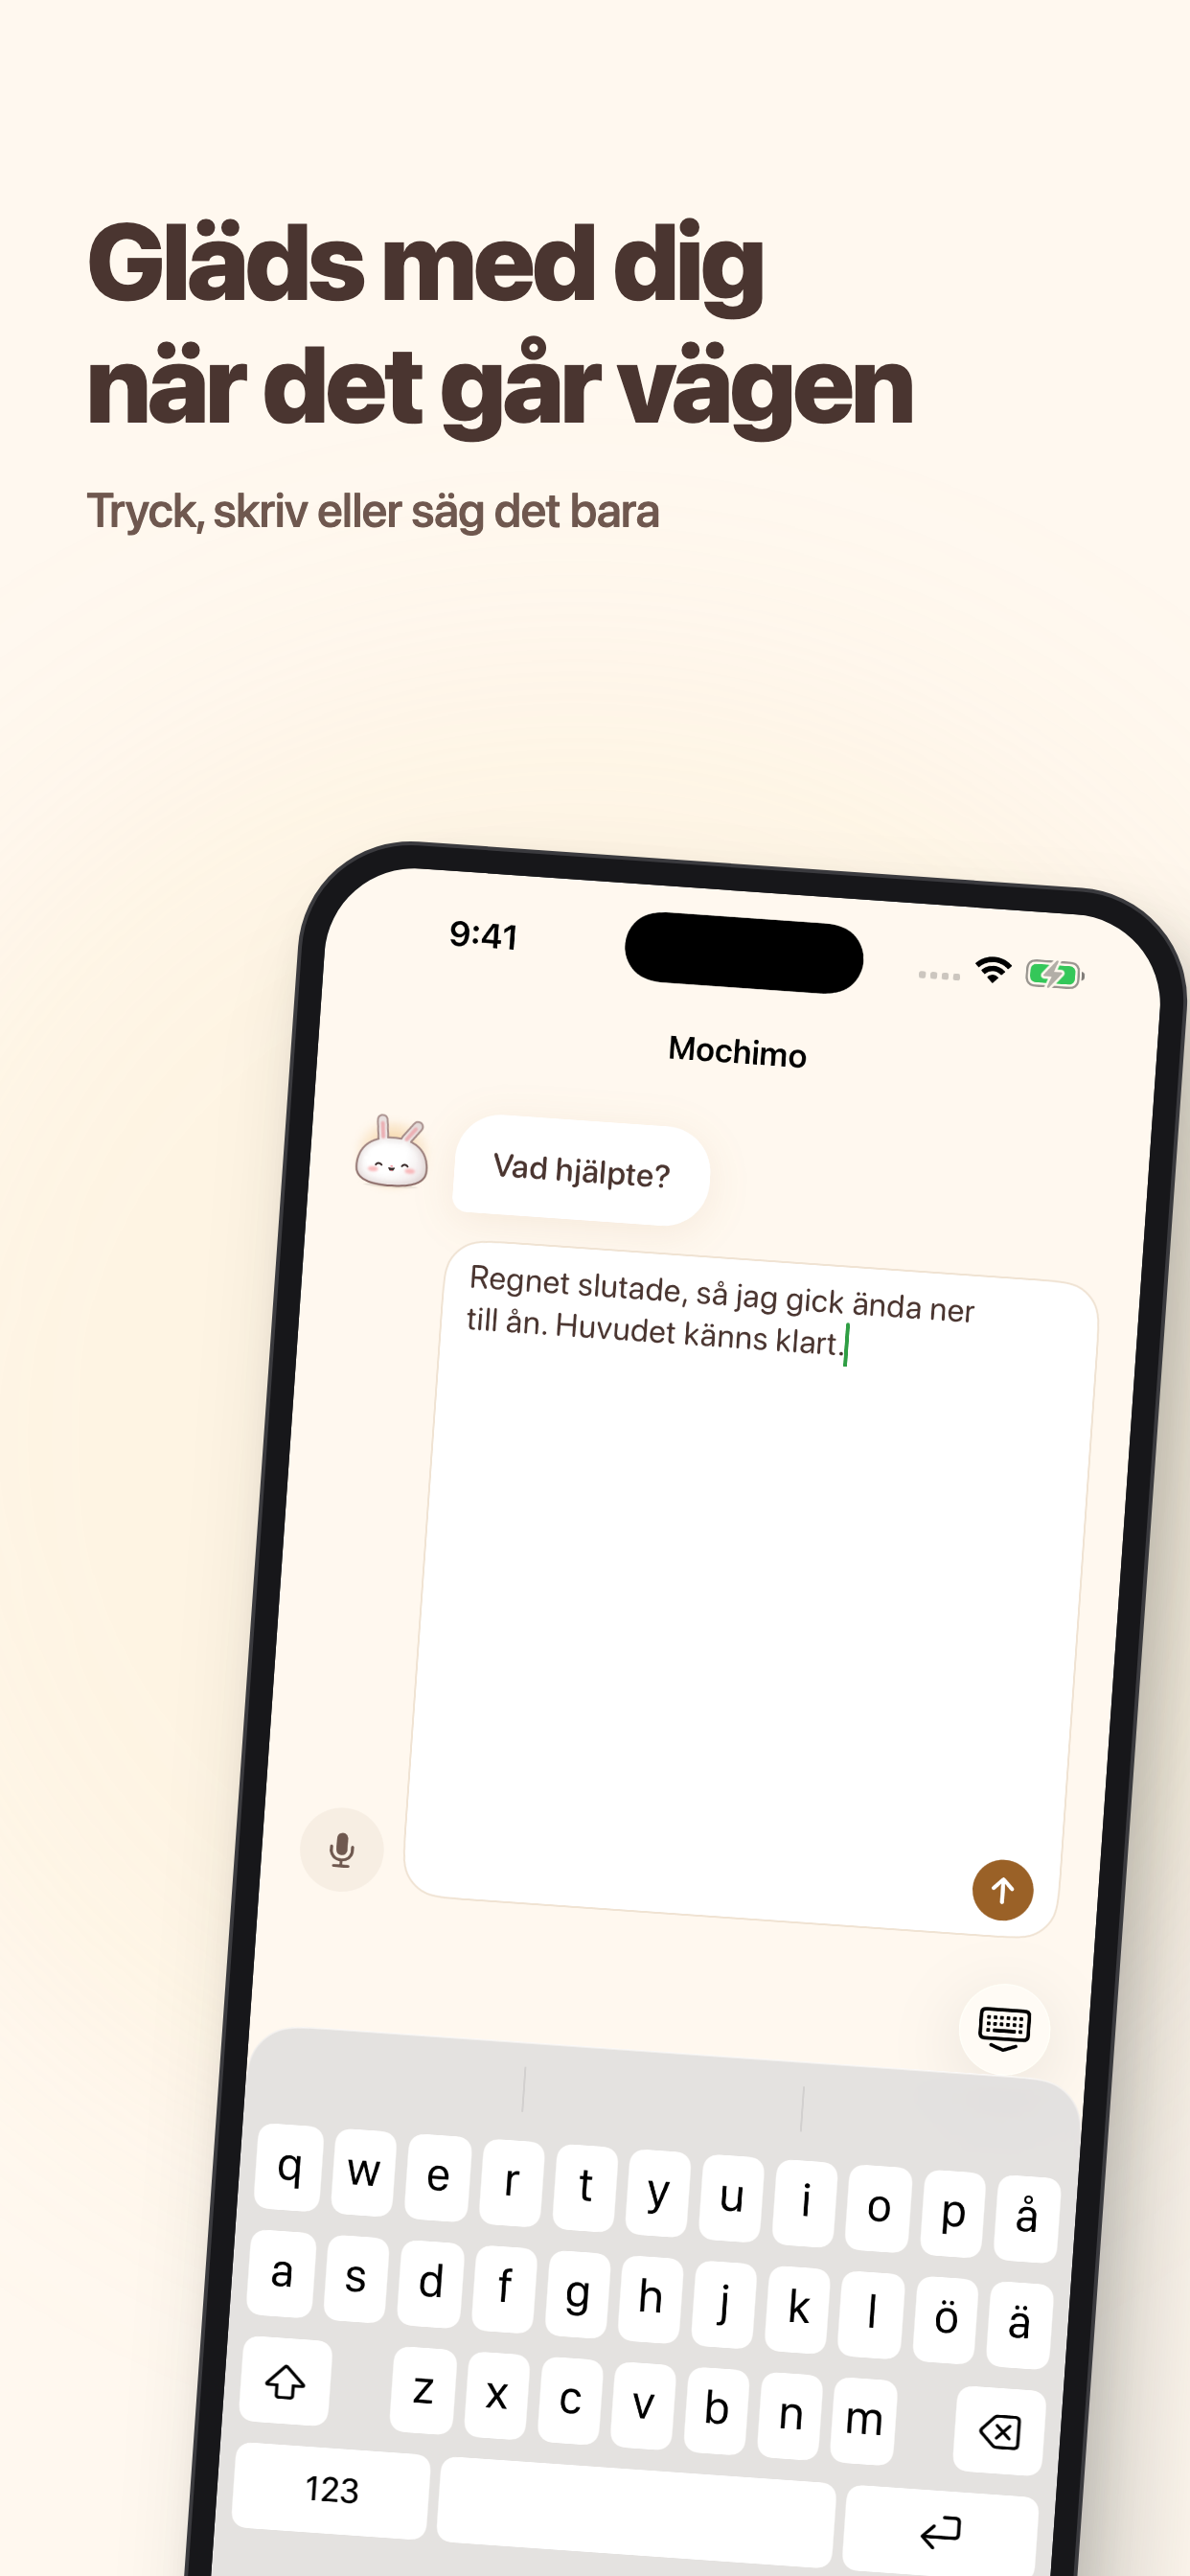 Gläds med dig
när det går vägen
Tryck, skriv eller säg det bara
9:41
Mochimo
Vad hjälpte?
Regnet slutade, så jag gick ända ner
till ån. Huvudet känns klart.
q w e r t y u i o p å
a s d f g h j k l ö ä
z x c v b n m
123